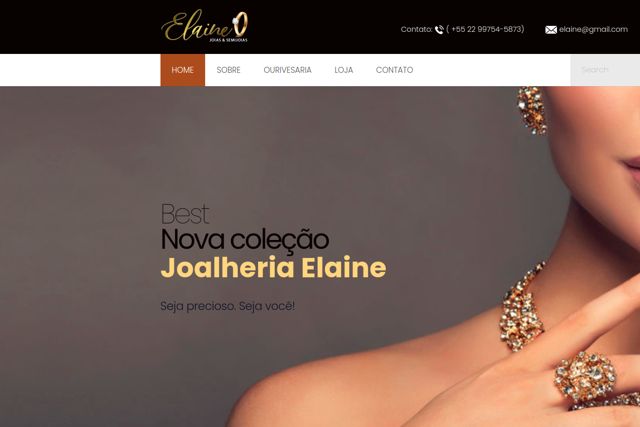 Elaine
JOIAS & SEMIJOIAS
Contato: ( +55 22 99754-5873) elaine@gmail.com
HOME SOBRE OURIVESARIA LOJA CONTATO Search
Best
Nova coleção
Joalheria Elaine
Seja precioso. Seja você!